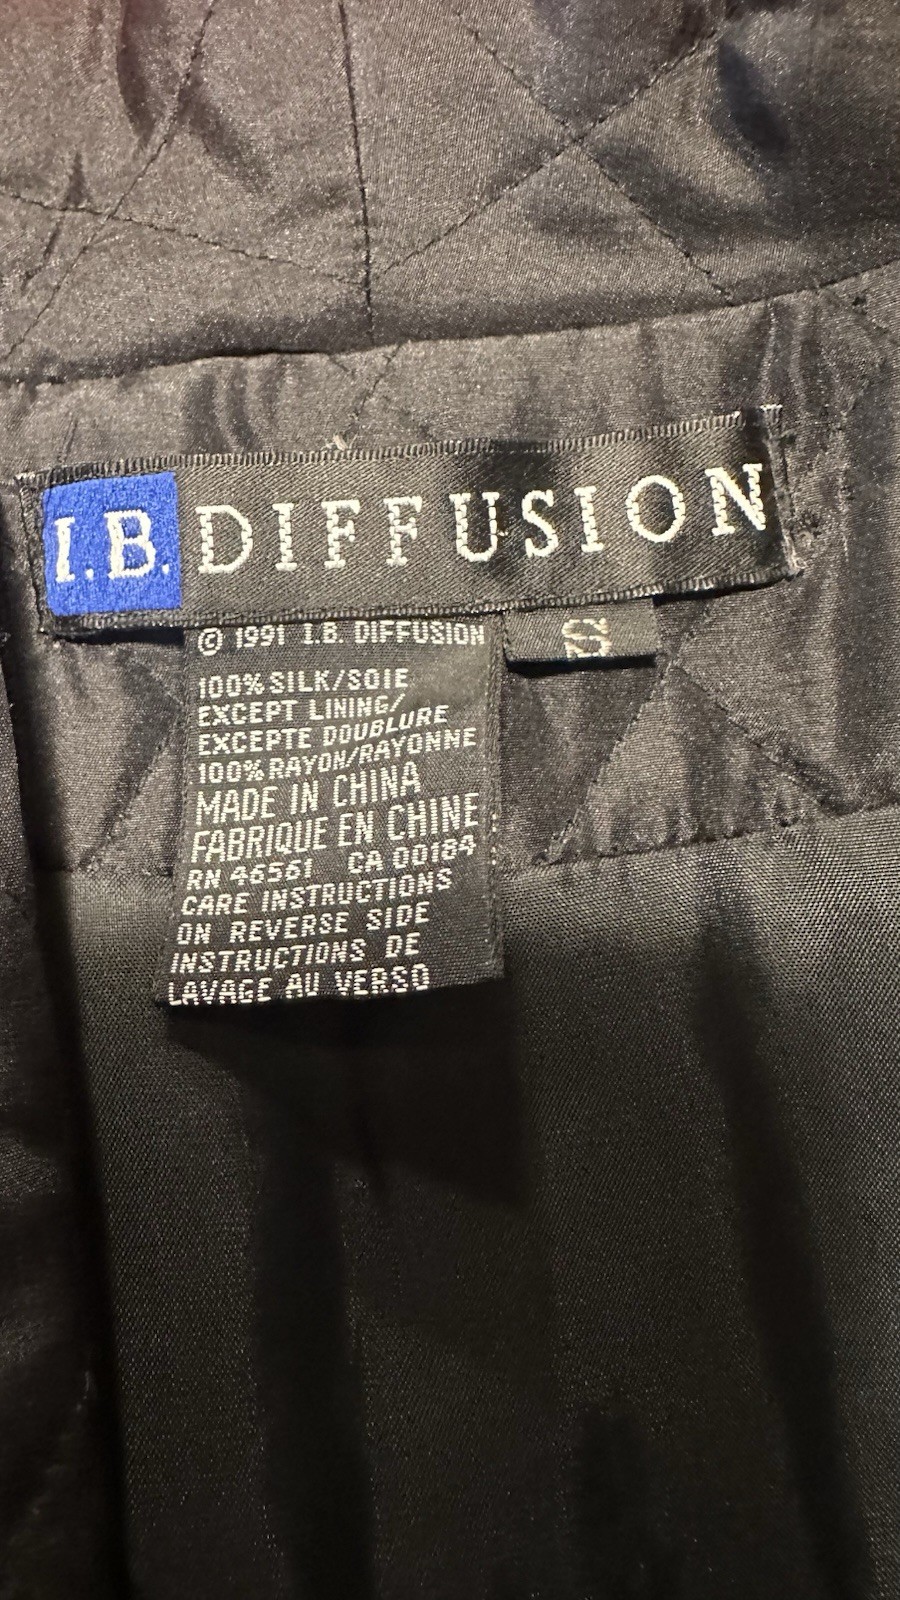 I.B. DIFFUSION
© 1991 I.B. DIFFUSION
S
100% SILK/SOIE
EXCEPT LINING/
EXCEPTE DOUBLURE
100% RAYON/RAYONNE
MADE IN CHINA
FABRIQUE EN CHINE
RN 46561 CA 00184
CARE INSTRUCTIONS
ON REVERSE SIDE
INSTRUCTIONS DE
LAVAGE AU VERSO